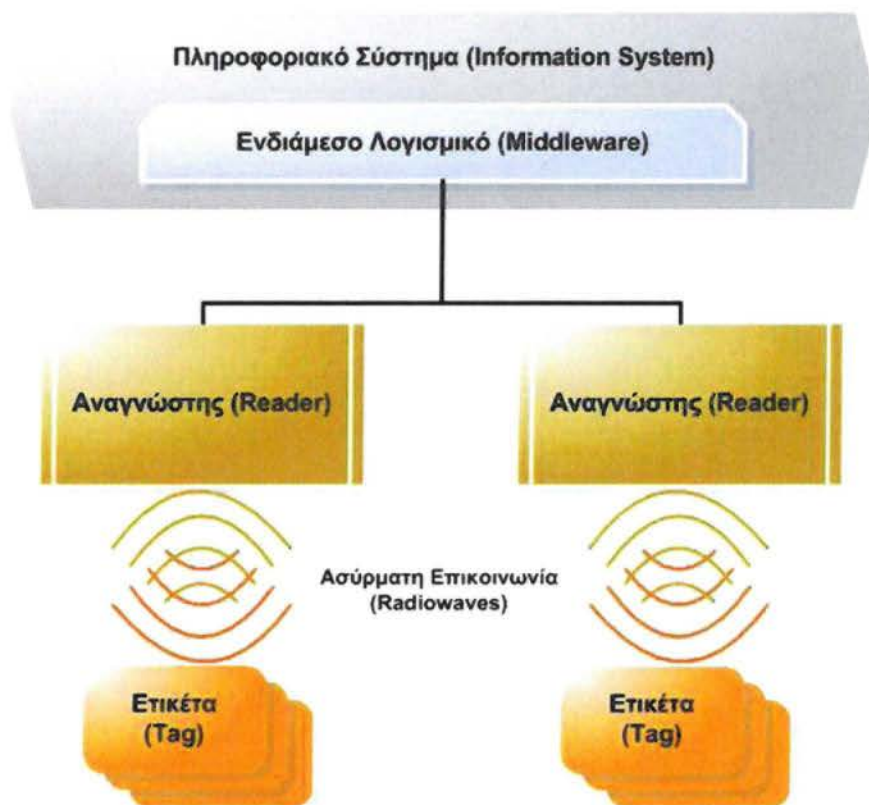 Πληροφοριακό Σύστημα (Information System)
Ενδιάμεσο Λογισμικό (Middleware)
Αναγνώστης (Reader)
Αναγνώστης (Reader)
Ασύρματη Επικοινωνία
(Radiowaves)
Ετικέτα
(Tag)
Ετικέτα
(Tag)